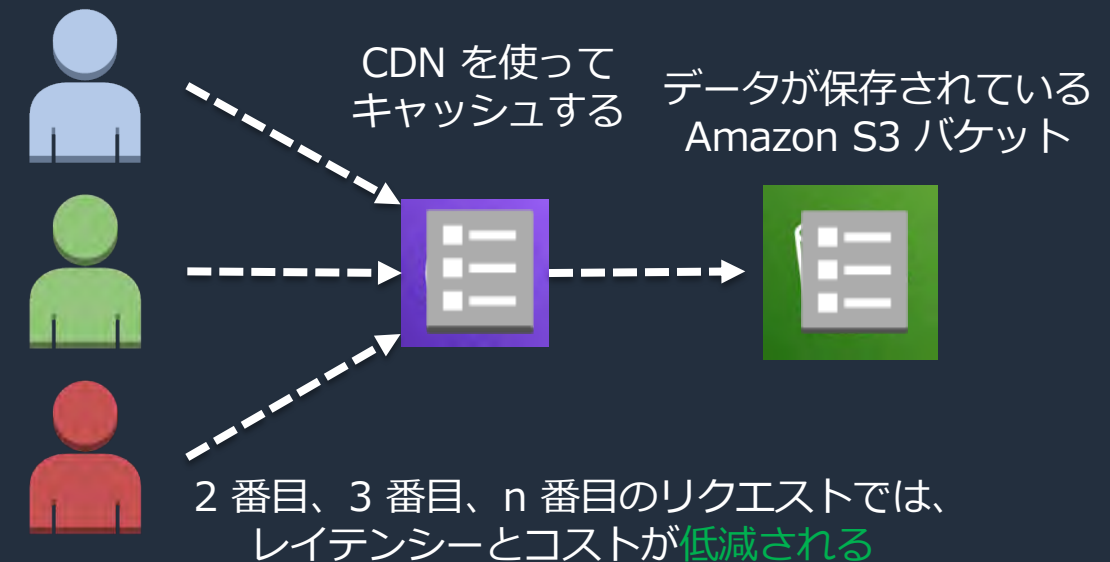 CDN を使って
キャッシュする
データが保存されている
Amazon S3 バケット
2 番目、3 番目、n 番目のリクエストでは、
レイテンシーとコストが低減される